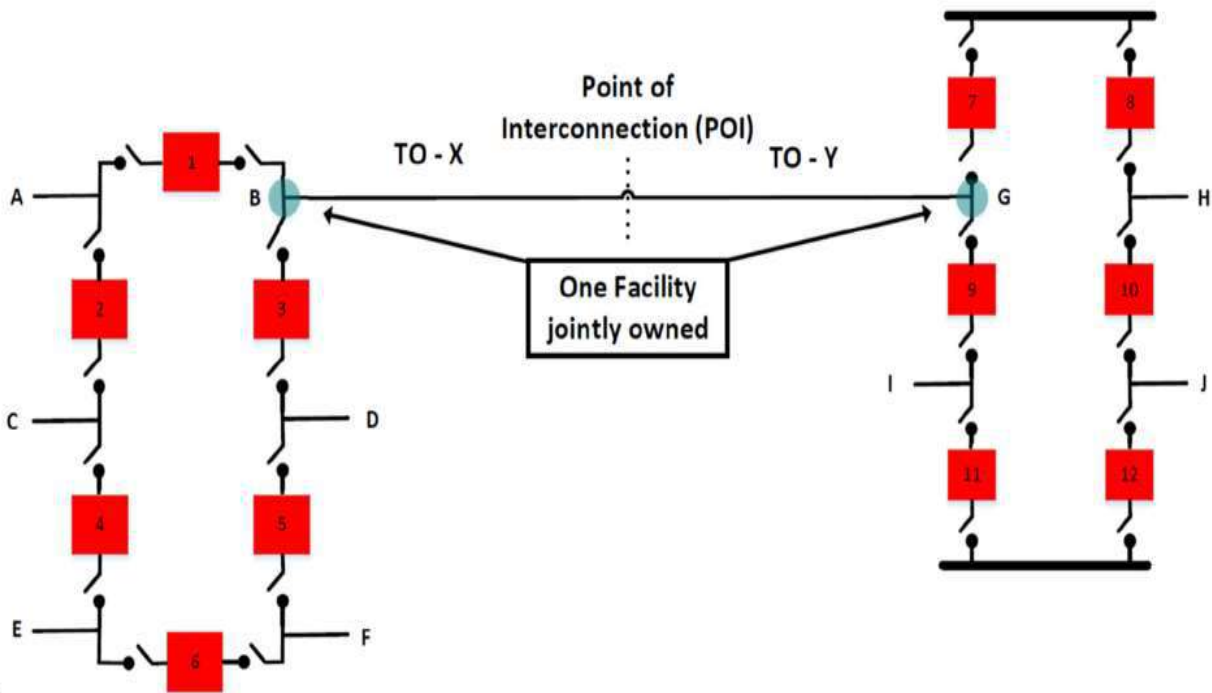 7
8
Point of
Interconnection (POI)
TO - X
TO - Y
1
A
B
G
H
2
3
9
10
One Facility
jointly owned
I
J
C
D
11
12
4
5
E
F
6